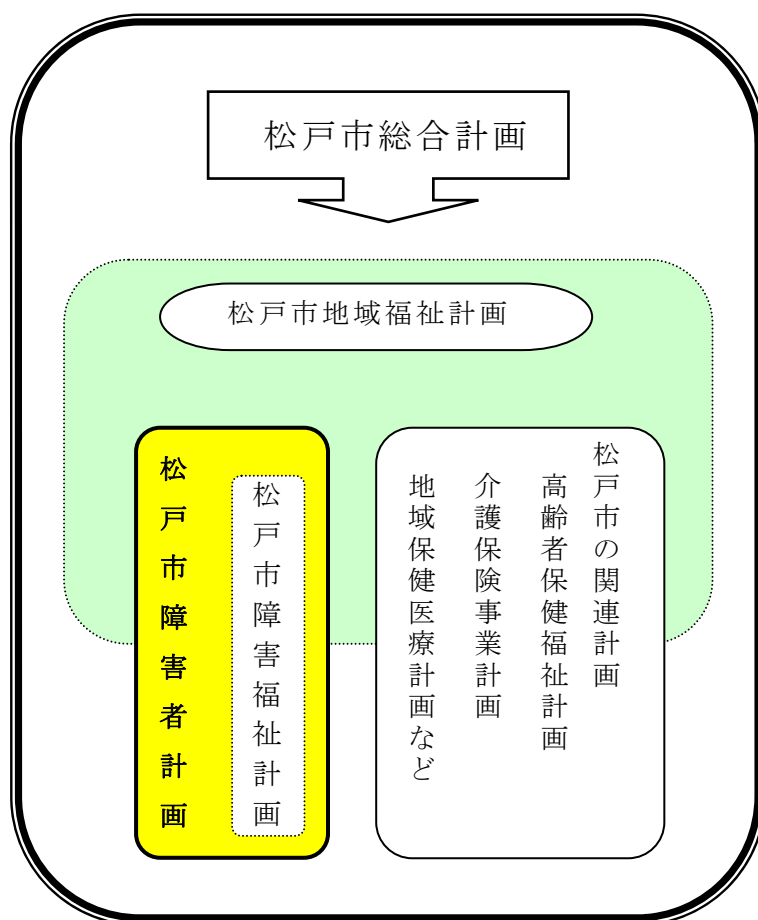 松戸市総合計画
松戸市地域福祉計画
松戸市障害者計画
松戸市障害福祉計画
松戸市の関連計画
高齢者保健福祉計画
介護保険事業計画
地域保健医療計画など